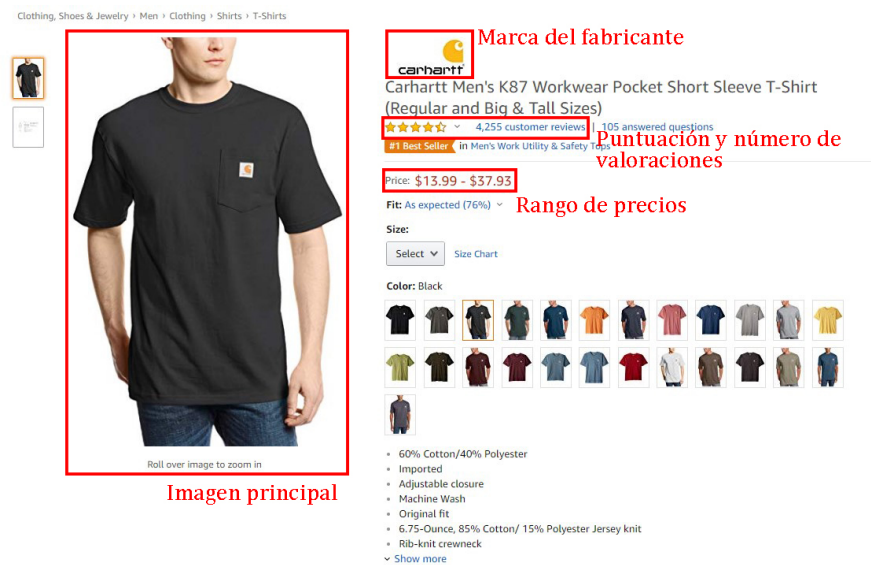 Clothing, Shoes & Jewelry › Men › Clothing › Shirts › T-Shirts
carhartt
Marca del fabricante
Carhartt Men's K87 Workwear Pocket Short Sleeve T-Shirt
(Regular and Big & Tall Sizes)
4,255 customer reviews | 105 answered questions
Puntuación y número de
valoraciones
#1 Best Seller in Men's Work Utility & Safety Tops
Price: $13.99 - $37.93
Rango de precios
Fit: As expected (76%)
Size:
Select
Size Chart
Color: Black
Roll over image to zoom in
Imagen principal
60% Cotton/40% Polyester
Imported
Adjustable closure
Machine Wash
Original fit
6.75-Ounce, 85% Cotton/ 15% Polyester Jersey knit
Rib-knit crewneck
Show more